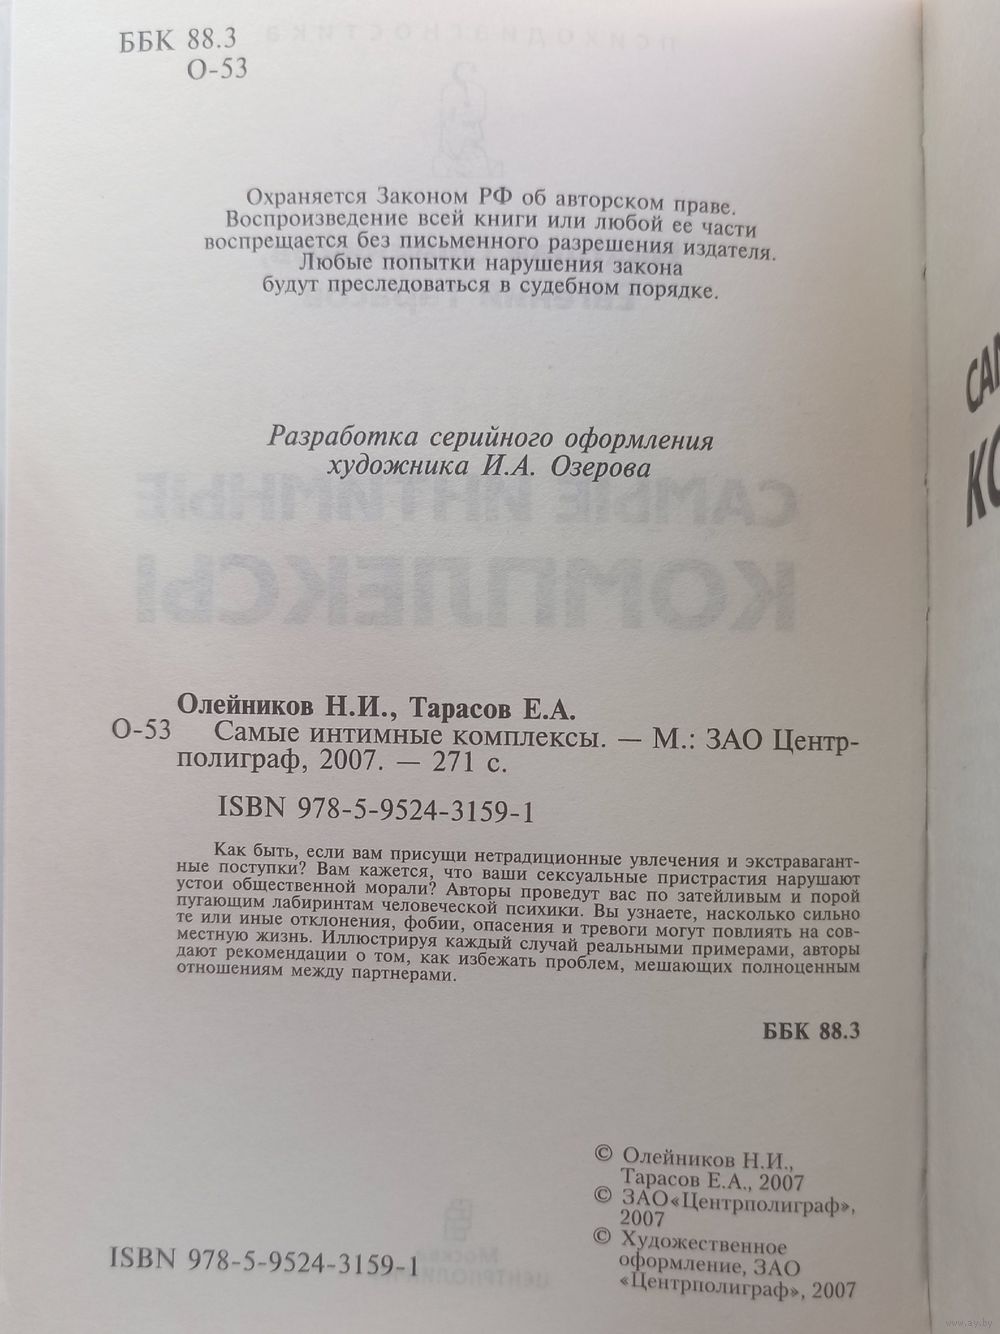 ББК 88.3
О-53
Охраняется Законом РФ об авторском праве.
Воспроизведение всей книги или любой ее части
воспрещается без письменного разрешения издателя.
Любые попытки нарушения закона
будут преследоваться в судебном порядке.
Разработка серийного оформления
художника И.А. Озерова
САМЫЕ ИНТИМНЫЕ
КОМПЛЕКСЫ
Олейников Н.И., Тарасов Е.А.
О-53 Самые интимные комплексы. — М.: ЗАО Центр-
полиграф, 2007. — 271 с.
ISBN 978-5-9524-3159-1
Как быть, если вам присущи нетрадиционные увлечения и экстравагант-
ные поступки? Вам кажется, что ваши сексуальные пристрастия нарушают
устои общественной морали? Авторы проведут вас по затейливым и порой
пугающим лабиринтам человеческой психики. Вы узнаете, насколько сильно
те или иные отклонения, фобии, опасения и тревоги могут повлиять на сов-
местную жизнь. Иллюстрируя каждый случай реальными примерами, авторы
дают рекомендации о том, как избежать проблем, мешающих полноценным
отношениям между партнерами.
ББК 88.3
© Олейников Н.И.,
Тарасов Е.А., 2007
© ЗАО«Центрполиграф»,
2007
© Художественное
оформление, ЗАО
«Центрполиграф», 2007
ISBN 978-5-9524-3159-1
www.ay.by